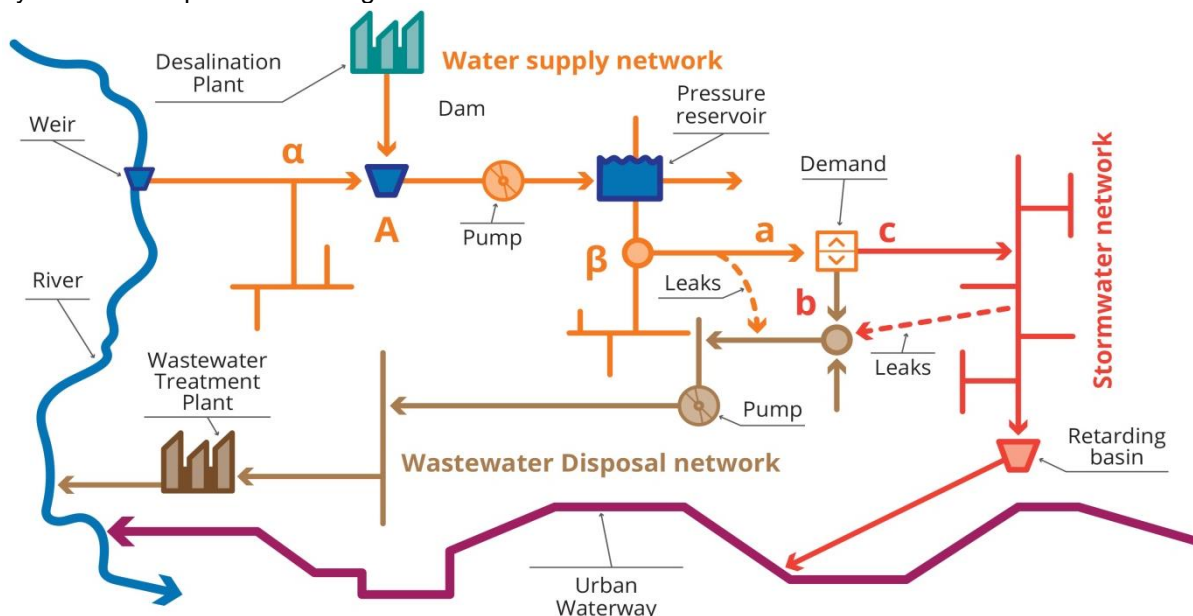 Desalination
Plant
Water supply network
Dam
Pressure
reservoir
Weir
α
Demand
A
Pump
a
c
β
River
Leaks
b
Leaks
Stormwater network
Wastewater
Treatment
Plant
Pump
Wastewater Disposal network
Retarding
basin
Urban
Waterway